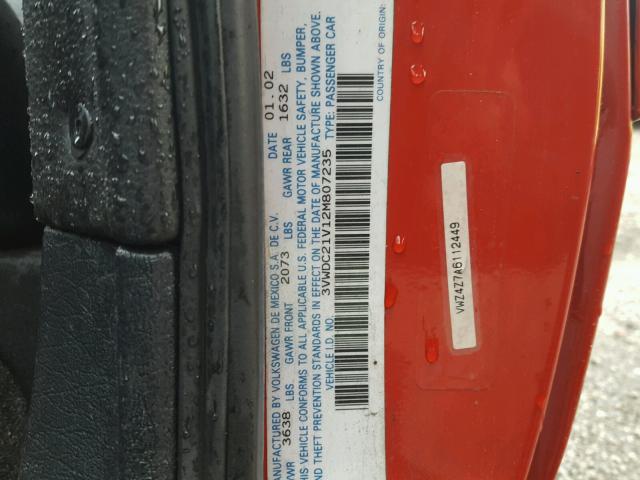 MANUFACTURED BY VOLKSWAGEN DE MEXICO S.A. DE C.V. DATE 01.02
GVWR 3638 LBS GAWR FRONT 2073 LBS GAWR REAR 1632 LBS
THIS VEHICLE CONFORMS TO ALL APPLICABLE U.S. FEDERAL MOTOR VEHICLE SAFETY, BUMPER,
AND THEFT PREVENTION STANDARDS IN EFFECT ON THE DATE OF MANUFACTURE SHOWN ABOVE.
VEHICLE I.D. NO. 3VWDC21V12M807235 TYPE: PASSENGER CAR
COUNTRY OF ORIGIN:
VWZ4Z7A6112449